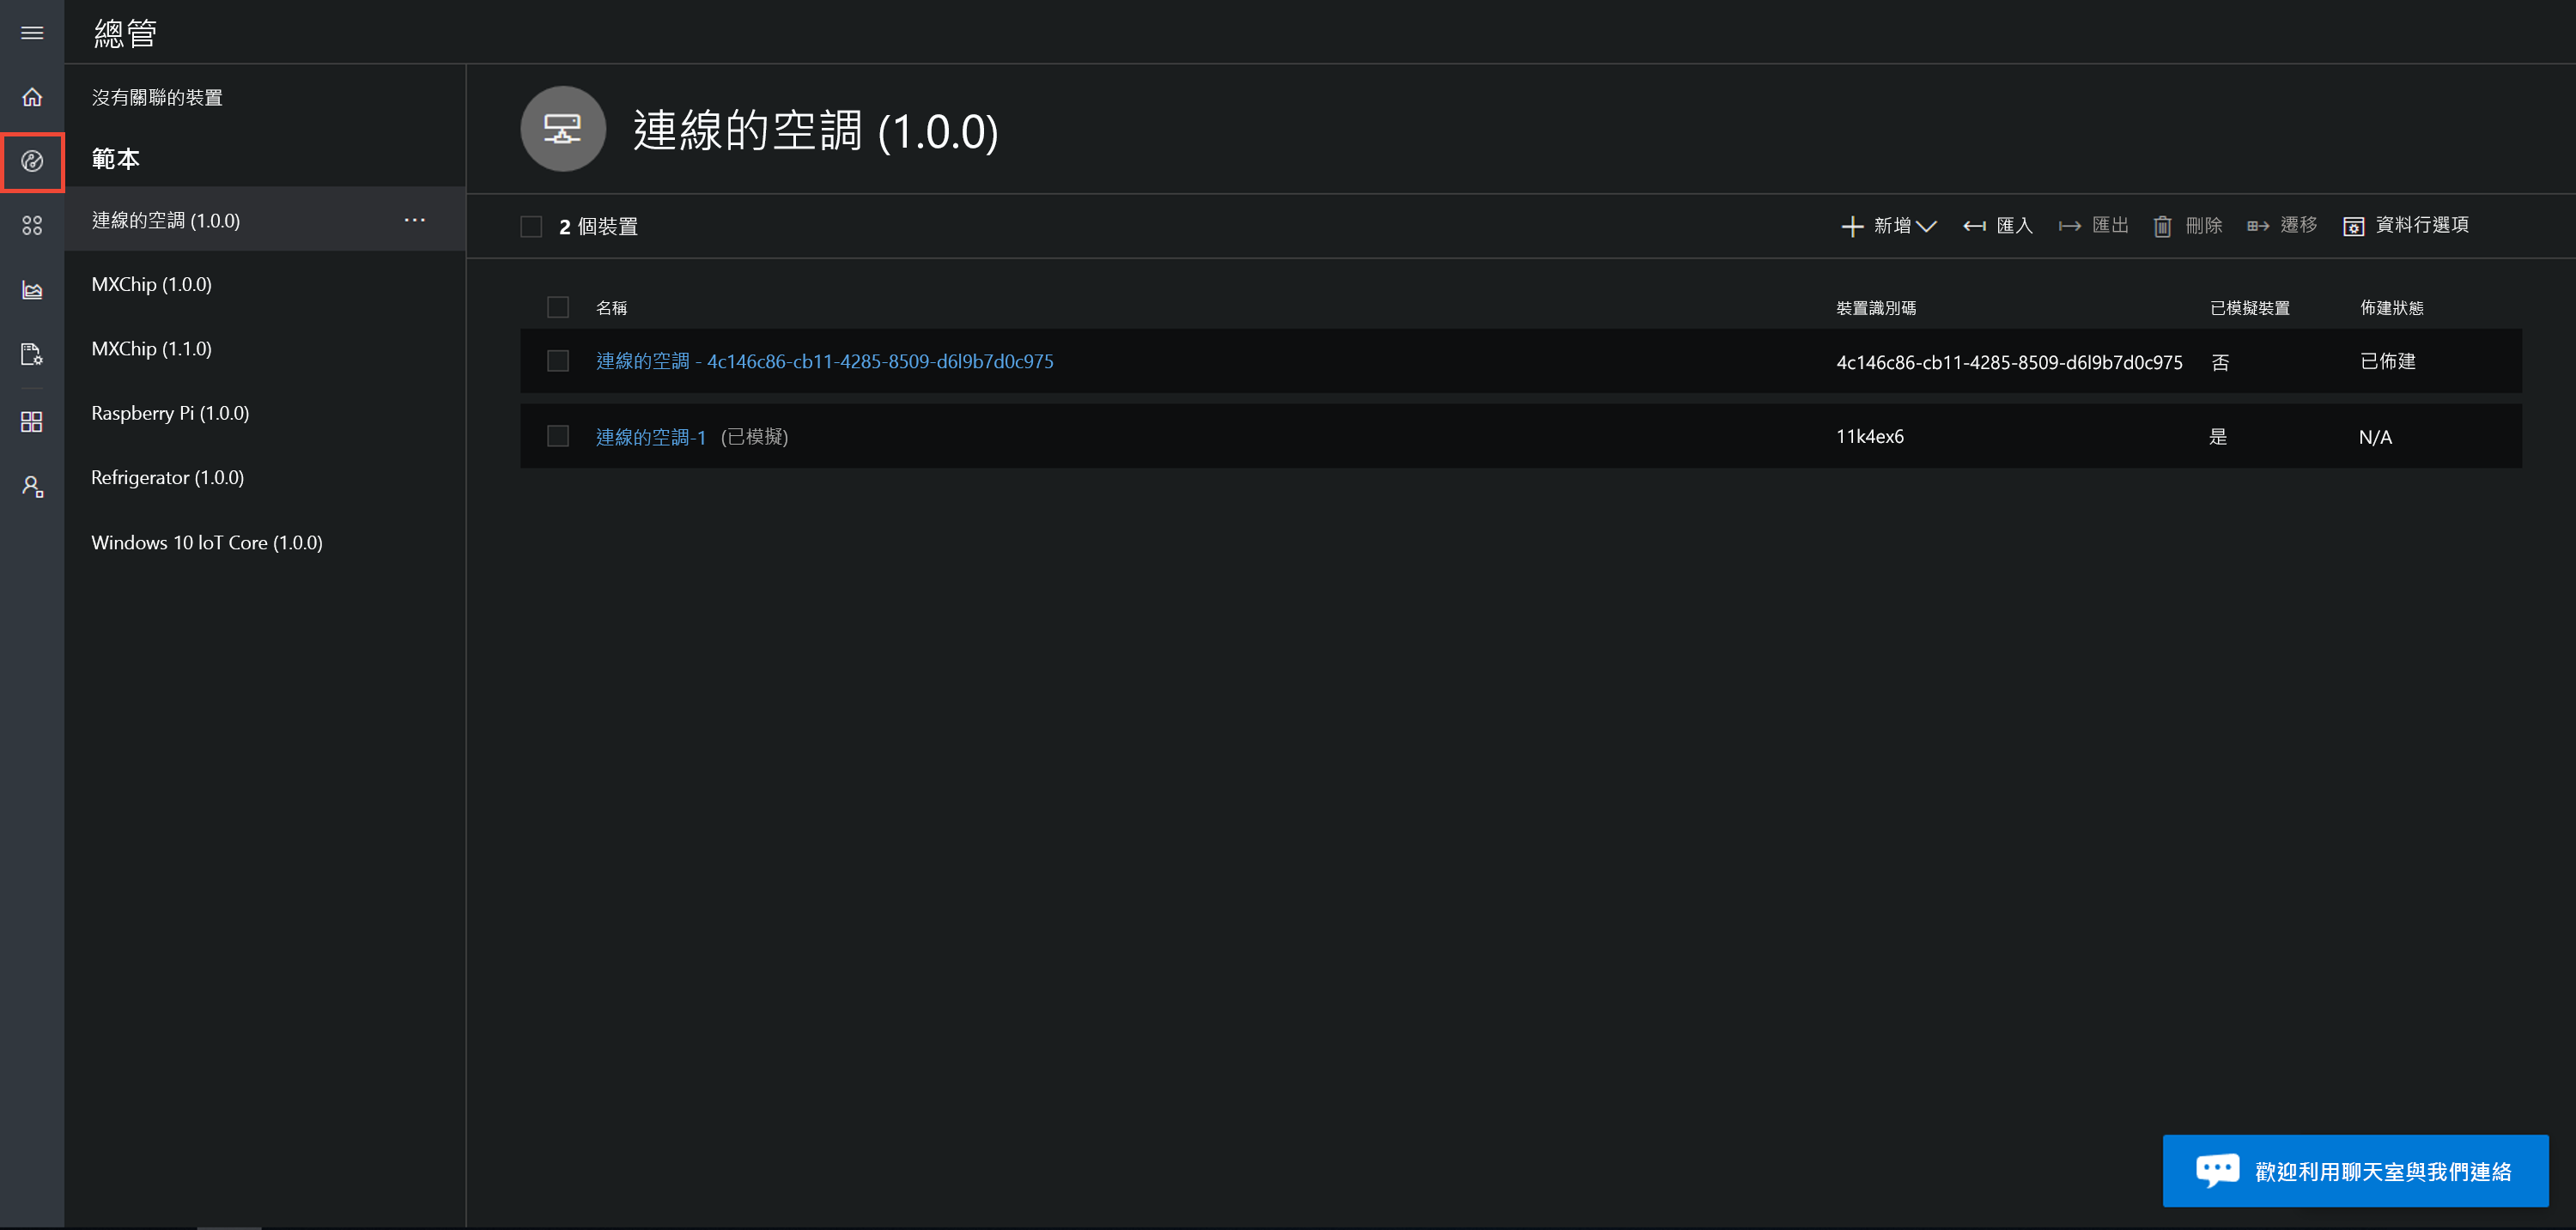 總管
沒有關聯的裝置
範本
連線的空調 (1.0.0) ···
MXChip (1.0.0)
MXChip (1.1.0)
Raspberry Pi (1.0.0)
Refrigerator (1.0.0)
Windows 10 loT Core (1.0.0)
連線的空調 (1.0.0)
2 個裝置
新增 匯入 匯出 刪除 遷移 資料行選項
名稱 裝置識別碼 已模擬裝置 佈建狀態
連線的空調 - 4c146c86-cb11-4285-8509-d6l9b7d0c975 4c146c86-cb11-4285-8509-d6l9b7d0c975 否 已佈建
連線的空調-1 (已模擬) 11k4ex6 是 N/A
歡迎利用聊天室與我們連絡